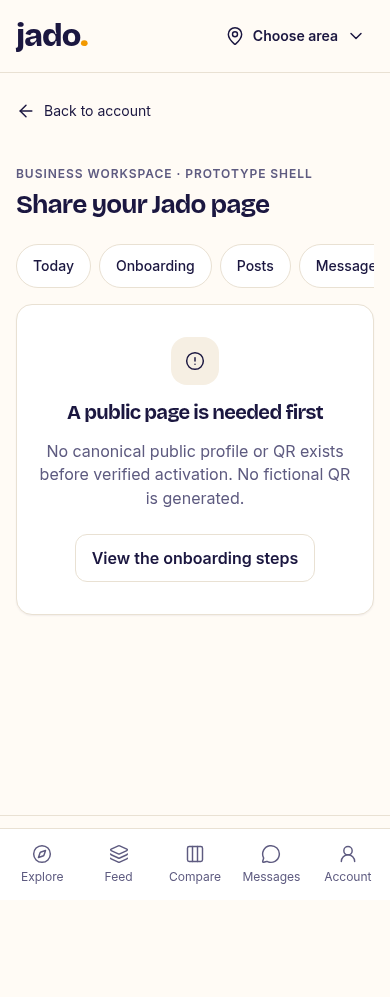 jado.
Choose area
Back to account
BUSINESS WORKSPACE · PROTOTYPE SHELL
Share your Jado page
Today
Onboarding
Posts
Message
A public page is needed first
No canonical public profile or QR exists
before verified activation. No fictional QR
is generated.
View the onboarding steps
Explore
Feed
Compare
Messages
Account